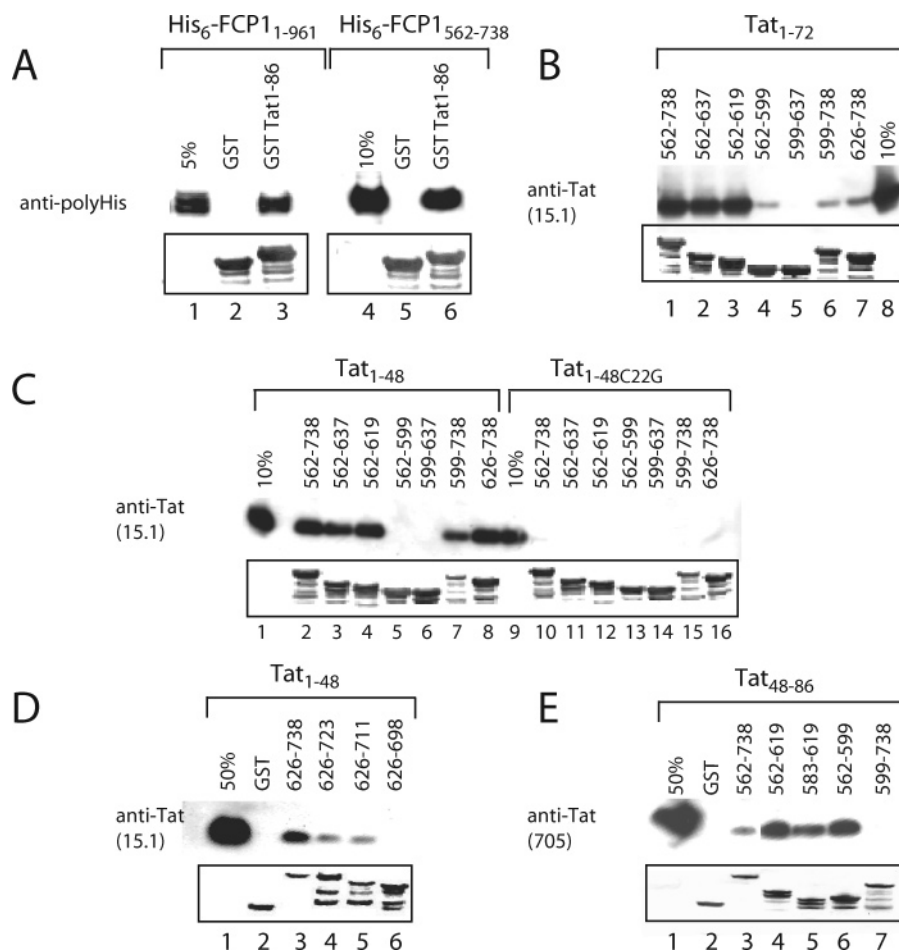 A
His6-FCP11-961
His6-FCP1562-738
5%
GST
GST Tat1-86
10%
GST
GST Tat1-86
anti-polyHis
1 2 3 4 5 6
B
Tat1-72
562-738
562-637
562-619
562-599
599-637
599-738
626-738
10%
anti-Tat
(15.1)
1 2 3 4 5 6 7 8
C
Tat1-48
Tat1-48C22G
10%
562-738
562-637
562-619
562-599
599-637
599-738
626-738
10%
562-738
562-637
562-619
562-599
599-637
599-738
626-738
anti-Tat
(15.1)
1 2 3 4 5 6 7 8 9 10 11 12 13 14 15 16
D
Tat1-48
50%
GST
626-738
626-723
626-711
626-698
anti-Tat
(15.1)
1 2 3 4 5 6
E
Tat48-86
50%
GST
562-738
562-619
583-619
562-599
599-738
anti-Tat
(705)
1 2 3 4 5 6 7